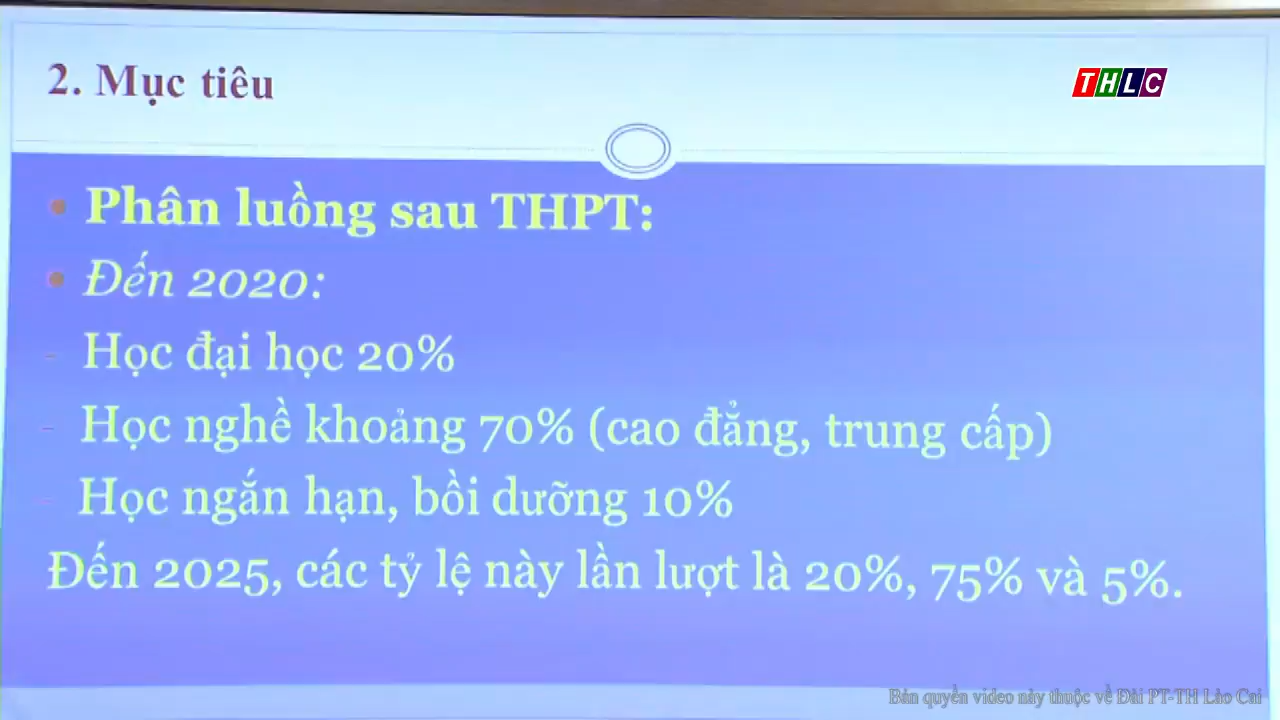 2. Mục tiêu
THLC
Phân luồng sau THPT:
Đến 2020:
- Học đại học 20%
- Học nghề khoảng 70% (cao đẳng, trung cấp)
- Học ngắn hạn, bồi dưỡng 10%
Đến 2025, các tỷ lệ này lần lượt là 20%, 75% và 5%.
Bản quyền video này thuộc về Đài PT-TH Lào Cai